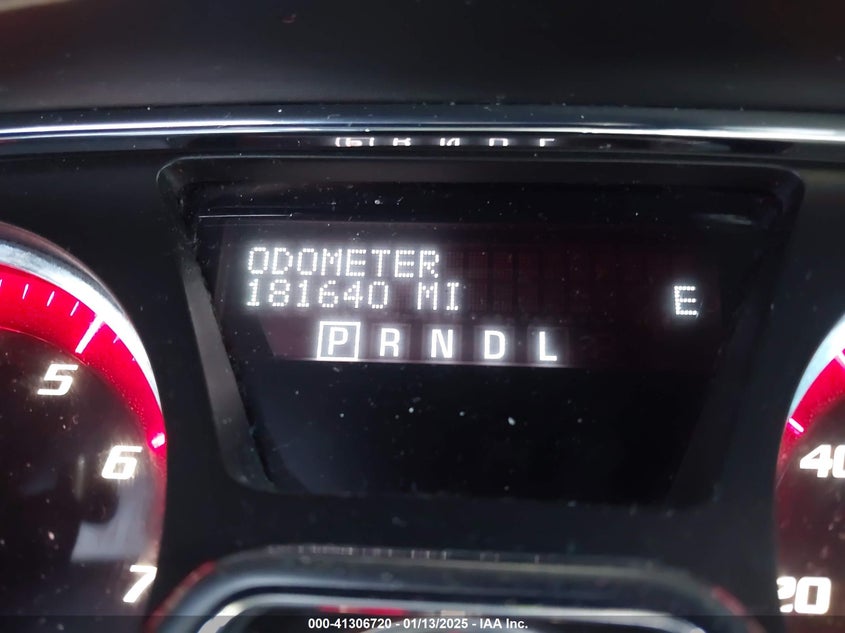 ODOMETER
181640 MI
E
P R N D L
5
6
7
40
20
000-41306720 - 01/13/2025 - IAA Inc.